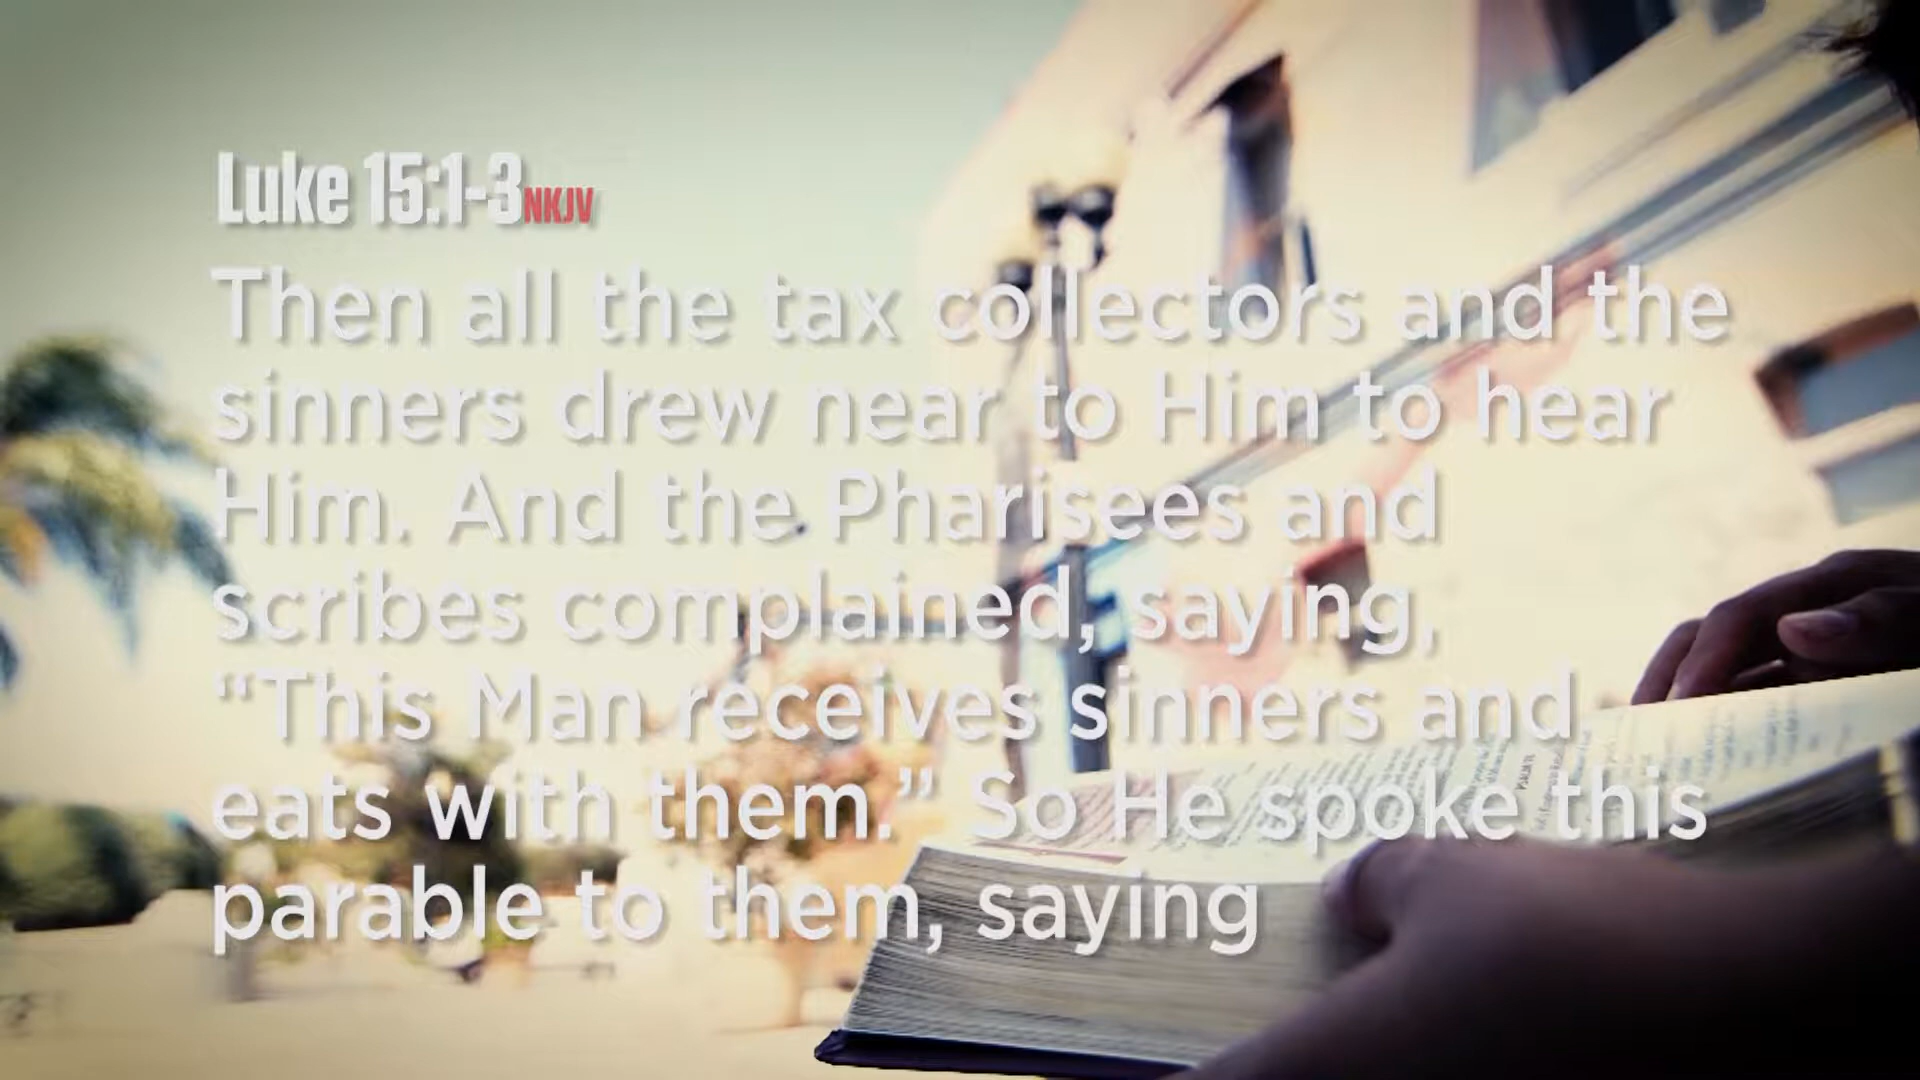 Luke 15:1-3NKJV
Then all the tax collectors and the
sinners drew near to Him to hear
Him. And the Pharisees and
scribes complained, saying,
“This Man receives sinners and
eats with them.” So He spoke this
parable to them, saying